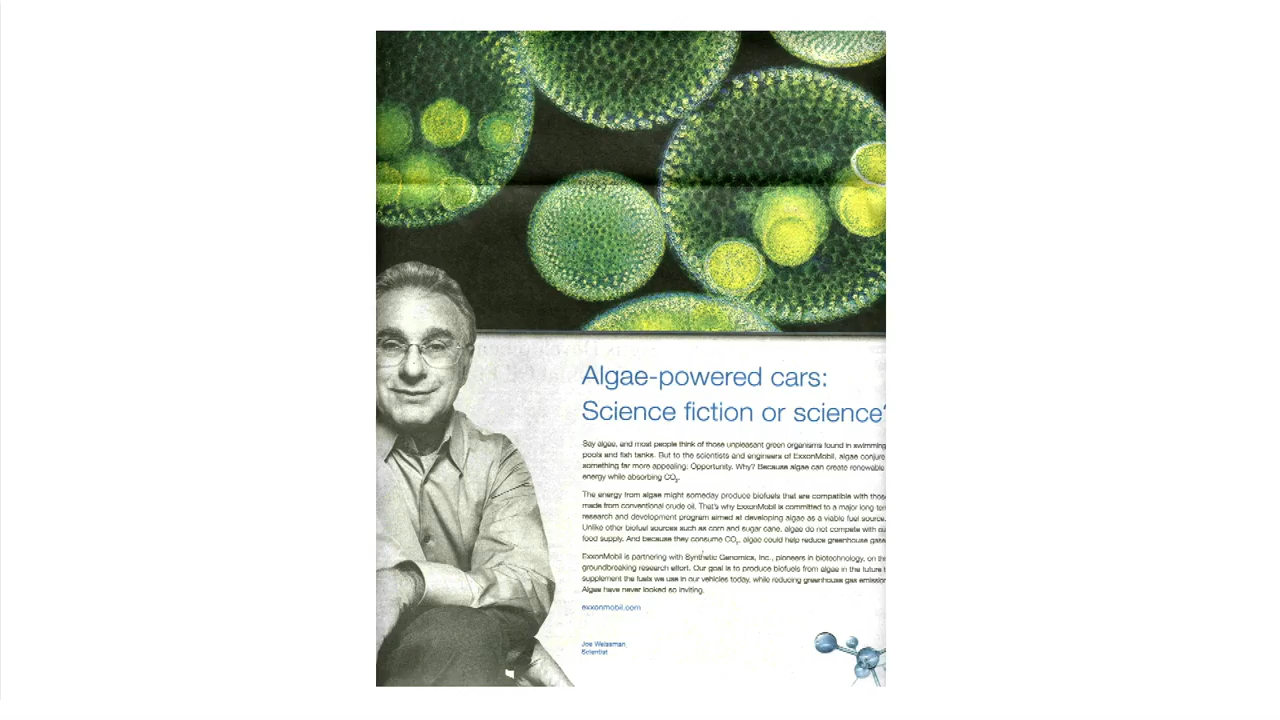 Algae-powered cars:
Science fiction or science?
Say algae, and most people think of those unpleasant green organisms found in swimming
pools and fish tanks. But to the scientists and engineers of ExxonMobil, algae conjure
something far more appealing: Opportunity. Why? Because algae can create renewable
energy while absorbing CO₂.
The energy from algae might someday produce biofuels that are compatible with thos
made from conventional crude oil. That's why ExxonMobil is committed to a major long ter
research and development program aimed at developing algae as a viable fuel source.
Unlike other biofuel sources such as corn and sugar cane, algae do not compete with ou
food supply. And because they consume CO₂, algae could help reduce greenhouse gase
ExxonMobil is partnering with Synthetic Genomics, Inc., pioneers in biotechnology, on th
groundbreaking research effort. Our goal is to produce biofuels from algae in the future t
supplement the fuels we use in our vehicles today, while reducing greenhouse gas emission
Algae have never looked so inviting.
exxonmobil.com
Joe Weissman,
Scientist